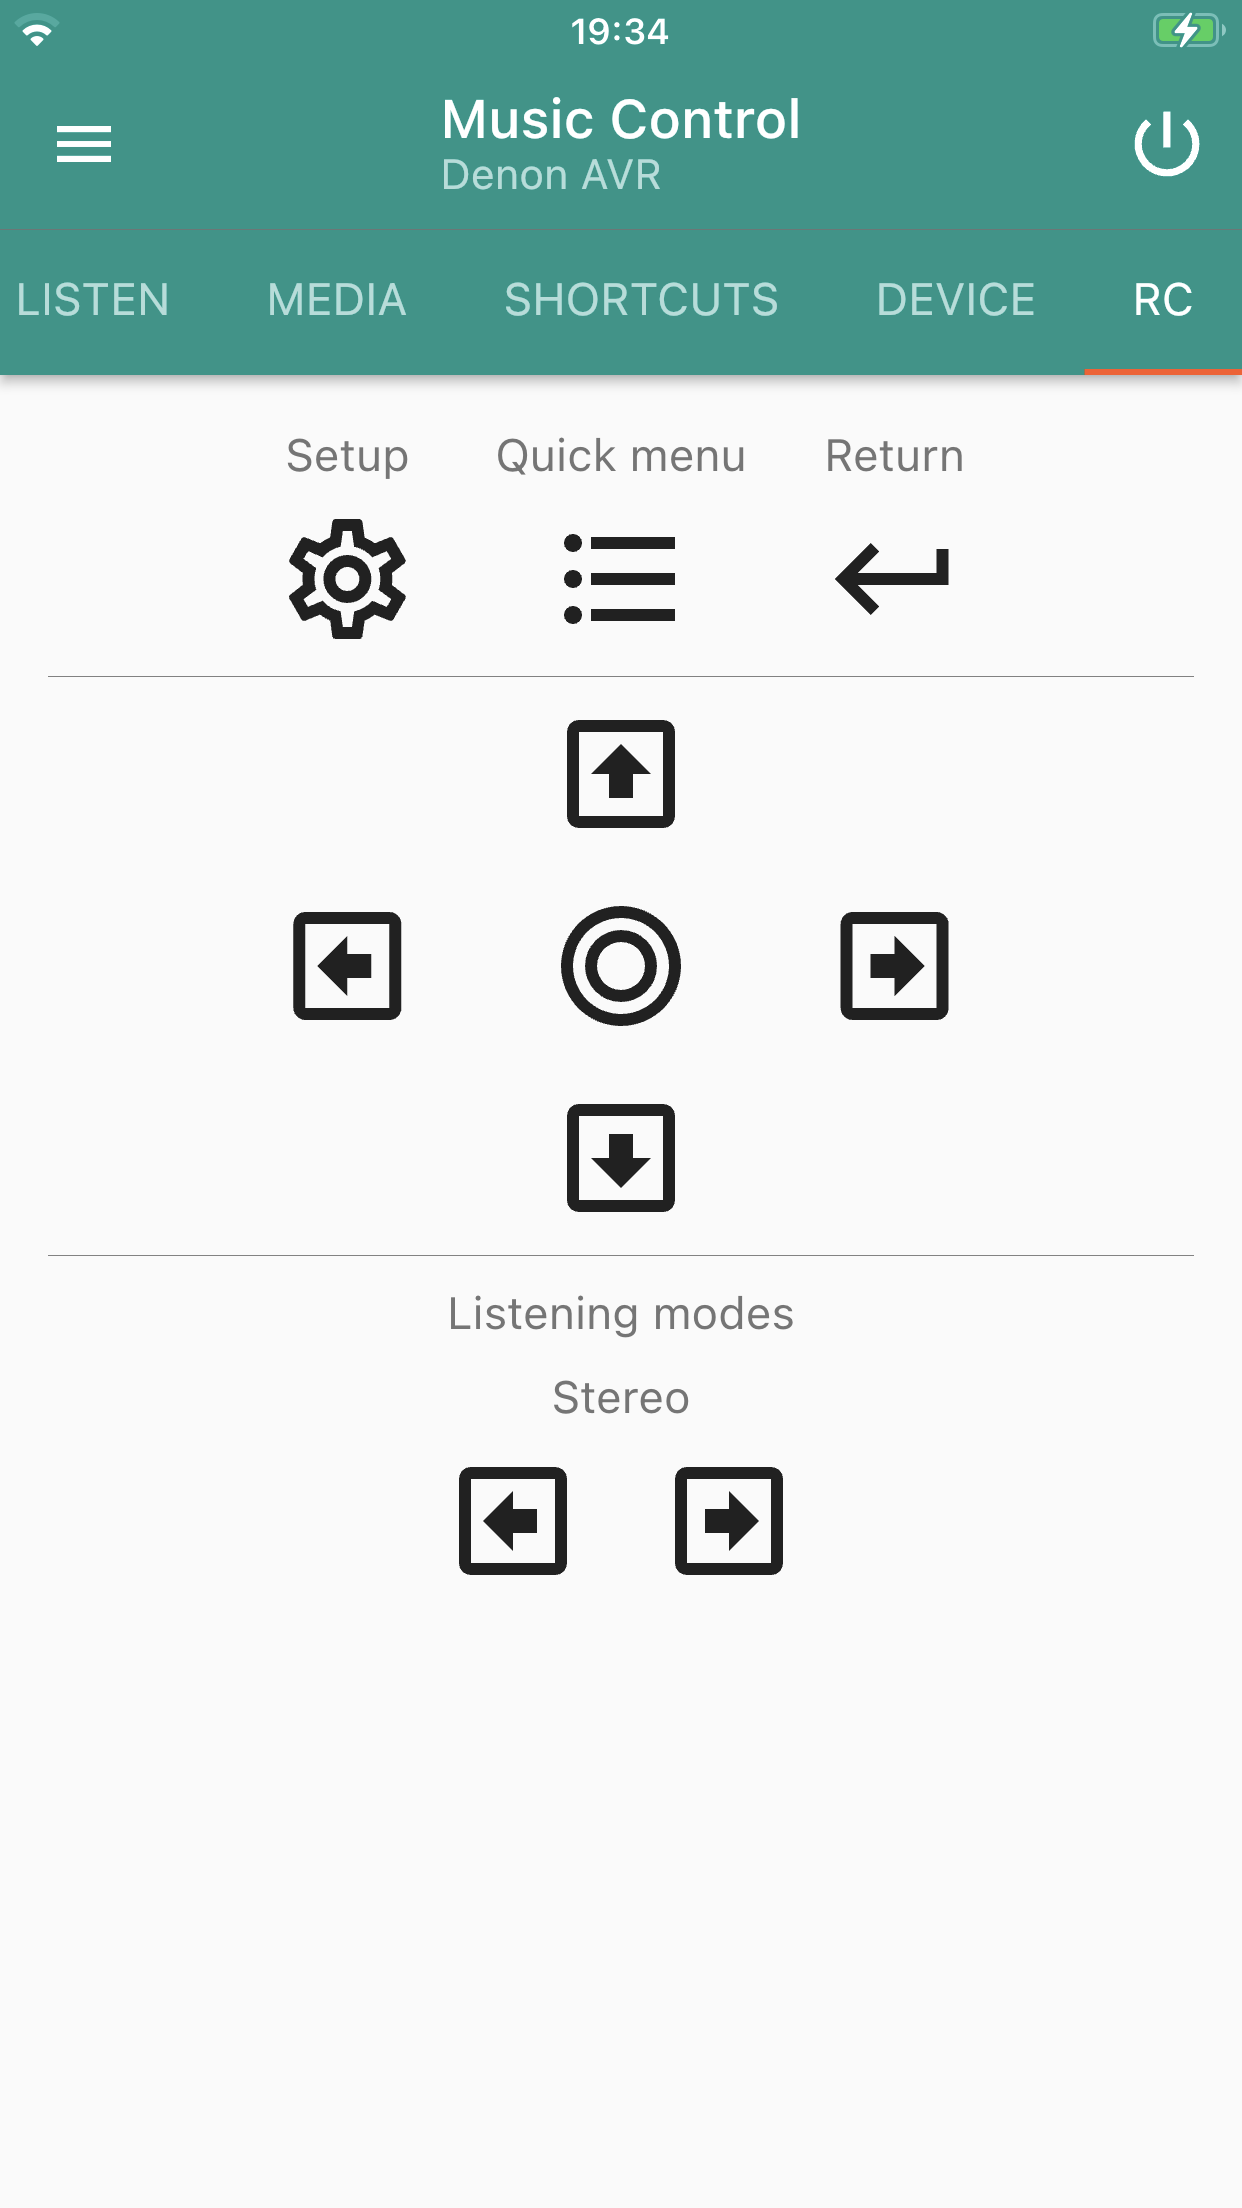 19:34
Music Control
Denon AVR
LISTEN MEDIA SHORTCUTS DEVICE RC
Setup Quick menu Return
Listening modes
Stereo